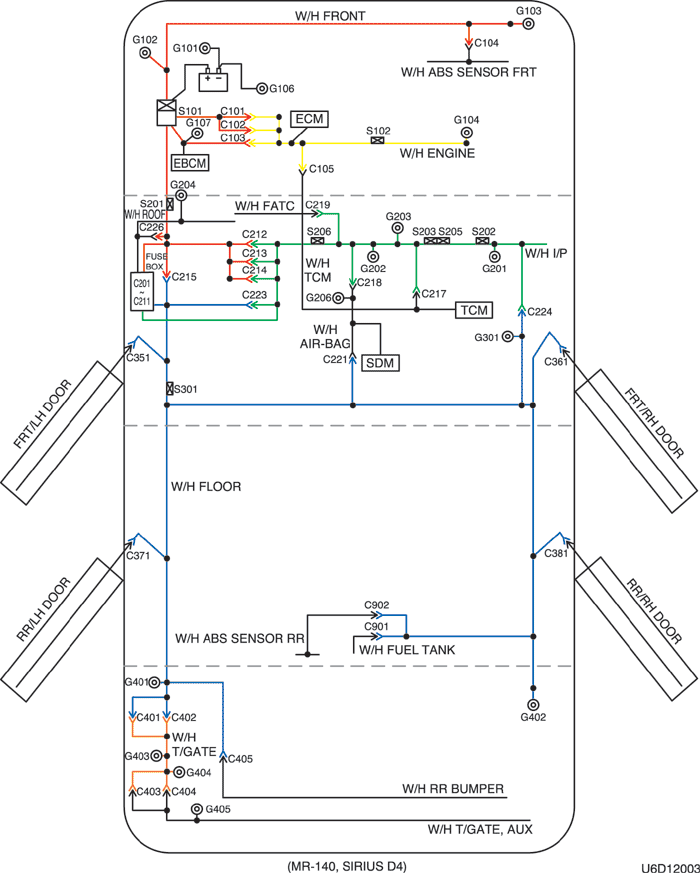 W/H FRONT
G103
G102
G101
C104
W/H ABS SENSOR FRT
G106
+ -
S101
C101
ECM
G107
C102
S102
G104
C103
W/H ENGINE
EBCM
C105
G204
S201
W/H FATC
C219
W/H ROOF
G203
C226
C212
S206
S203
S205
S202
W/H I/P
FUSE
BOX
C213
W/H
TCM
G202
G201
C215
C214
C218
C201
~
C211
C223
G206
C217
TCM
C224
W/H
AIR-BAG
G301
C351
C221
SDM
C361
S301
FRT/LH DOOR
FRT/RH DOOR
W/H FLOOR
C371
C381
RR/LH DOOR
RR/RH DOOR
C902
C901
W/H ABS SENSOR RR
W/H FUEL TANK
G401
C401
C402
G402
W/H
T/GATE
G403
C405
G404
C403
C404
W/H RR BUMPER
G405
W/H T/GATE, AUX
(MR-140, SIRIUS D4)
U6D12003